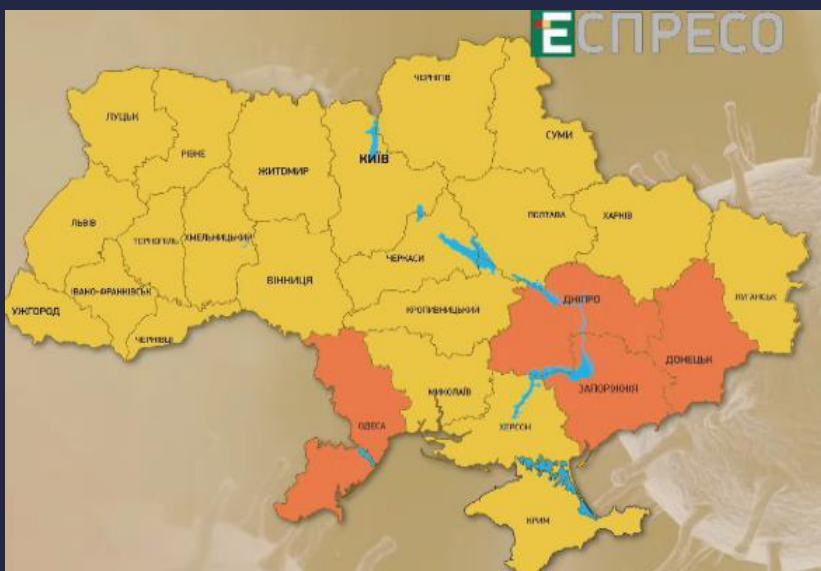 ЕСПРЕСО
ЧЕРНІГІВ
ЛУЦЬК
РІВНЕ
СУМИ
ЖИТОМИР
КИЇВ
ЛЬВІВ
ТЕРНОПІЛЬ
ХМЕЛЬНИЦЬКИЙ
ПОЛТАВА
ХАРКІВ
ЧЕРКАСИ
ВІННИЦЯ
ІВАНО-ФРАНКІВСЬК
УЖГОРОД
ЧЕРНІВЦІ
КРОПИВНИЦЬКИЙ
ДНІПРО
ЛУГАНСЬК
ДОНЕЦЬК
ЗАПОРІЖЖЯ
МИКОЛАЇВ
ОДЕСА
ХЕРСОН
КРИМ